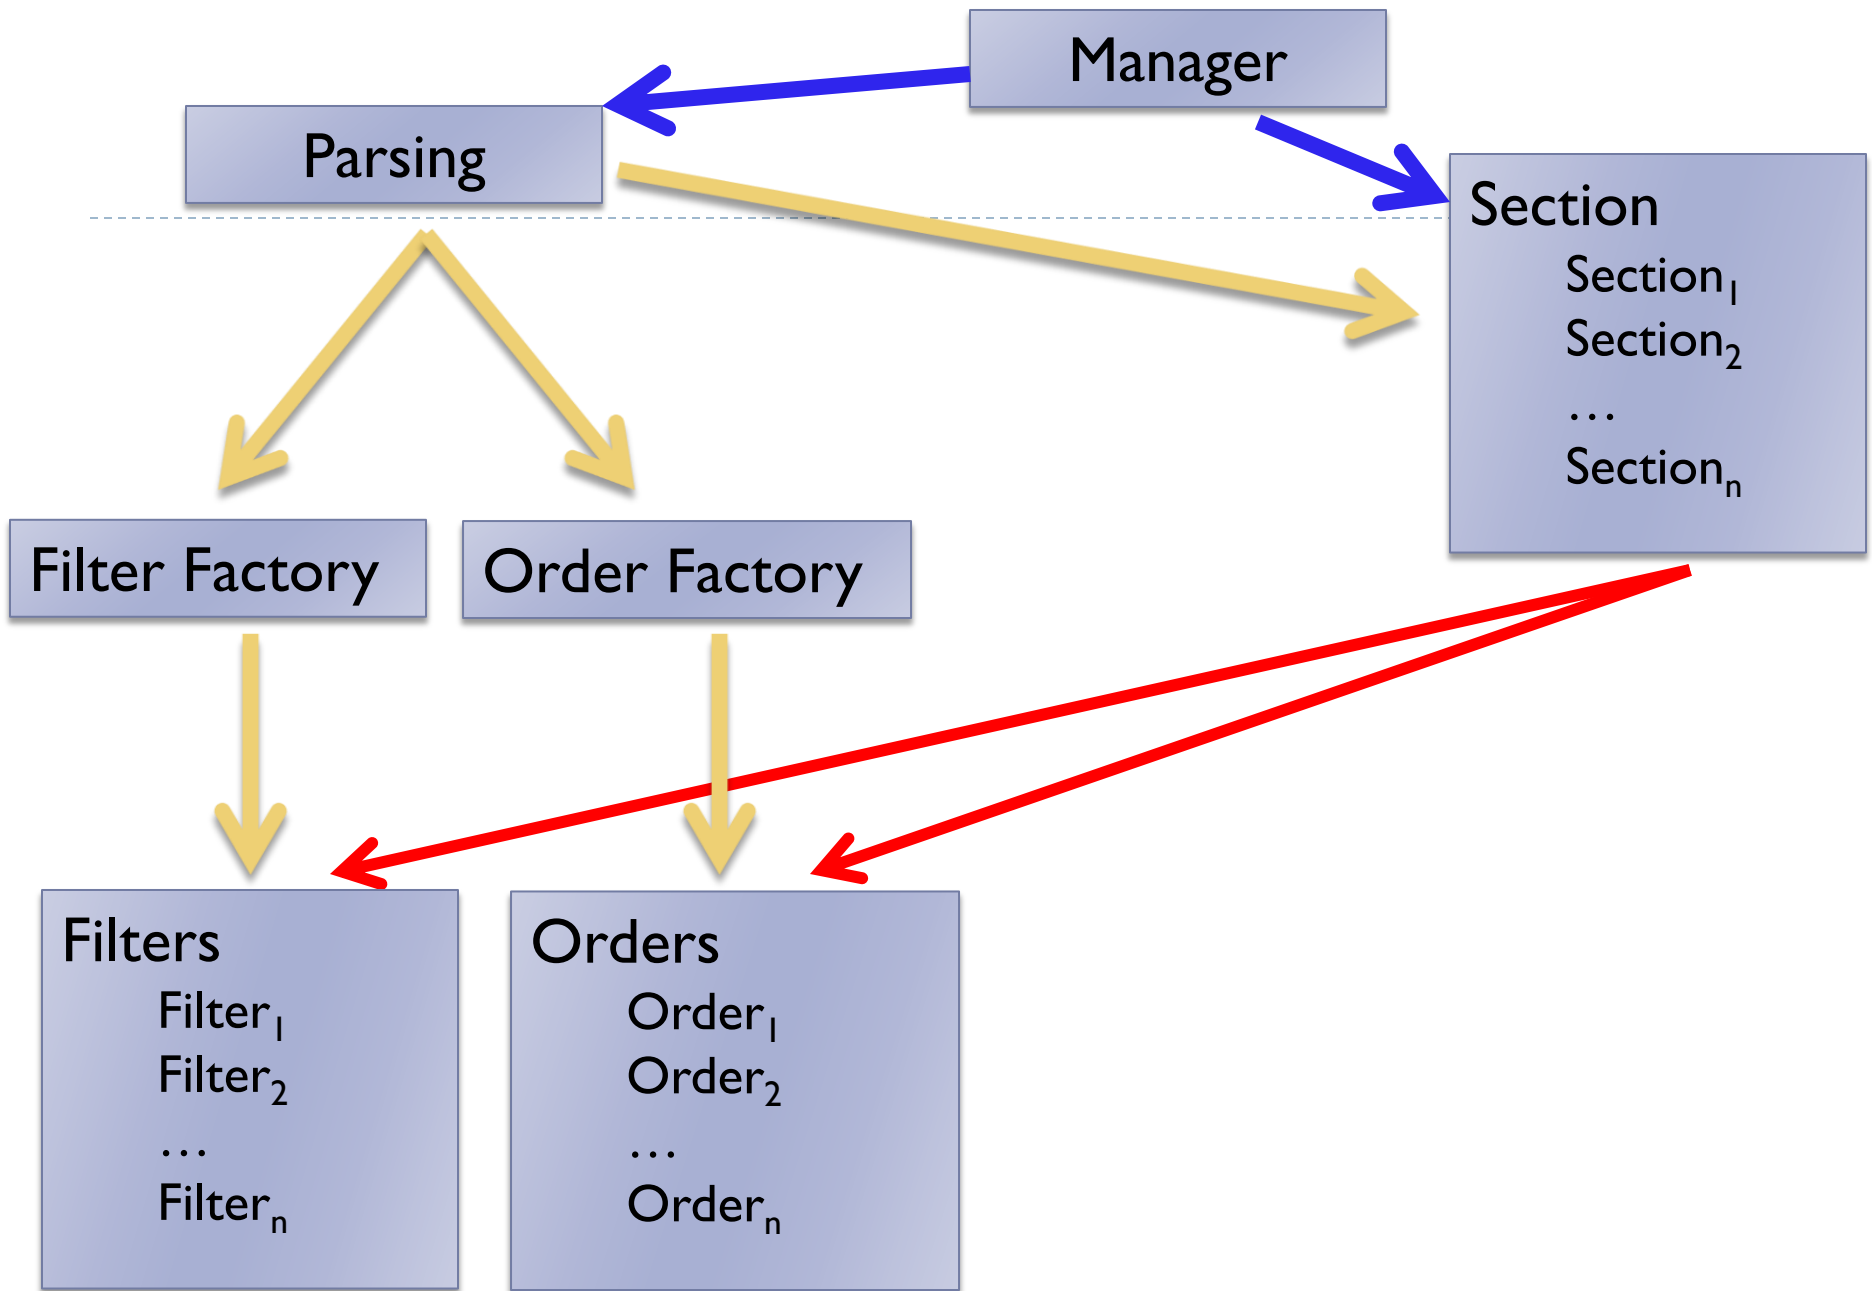 Manager
Parsing
Section
Section₁
Section₂
…
Sectionₙ
Filter Factory
Order Factory
Filters
Filter₁
Filter₂
…
Filterₙ
Orders
Order₁
Order₂
…
Orderₙ